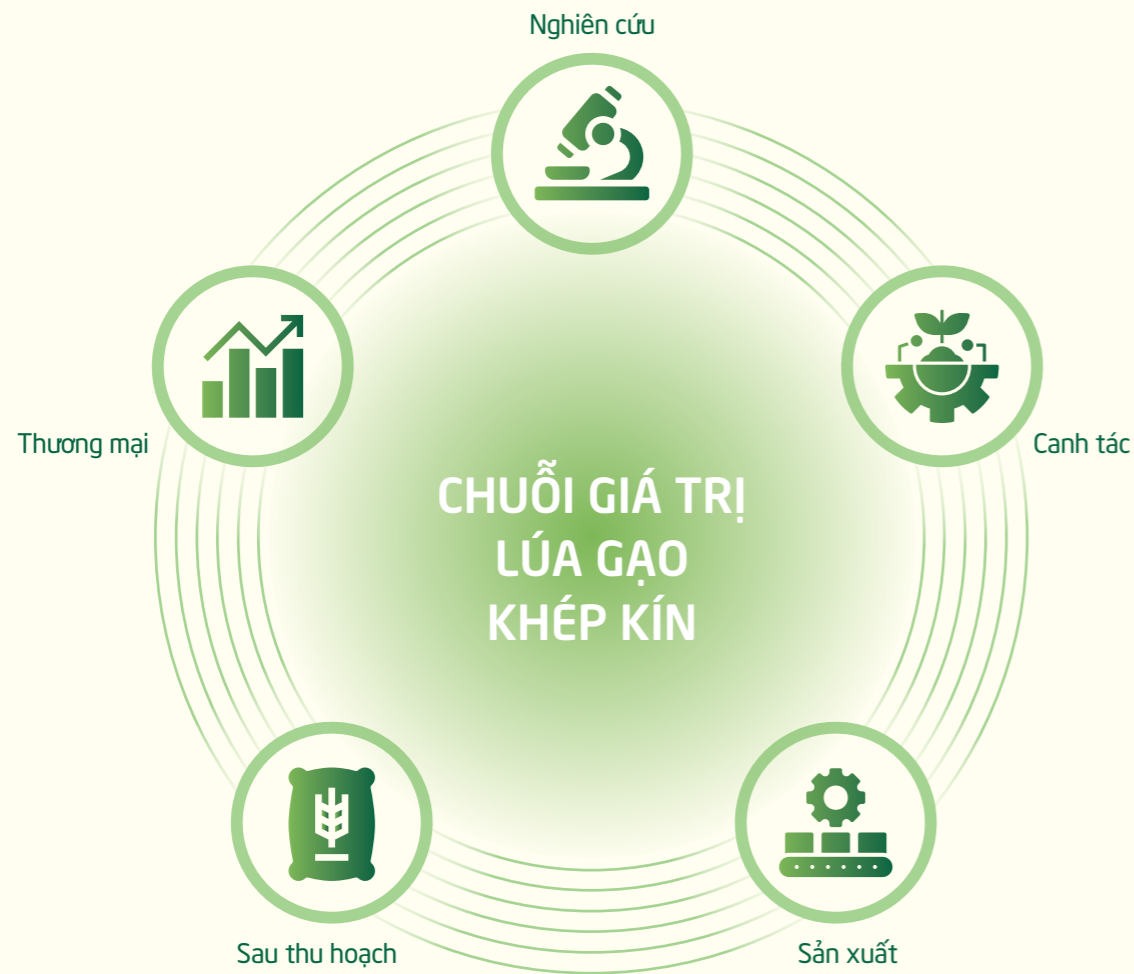 Nghiên cứu
Thương mại
Canh tác
CHUỖI GIÁ TRỊ
LÚA GẠO
KHÉP KÍN
Sau thu hoạch
Sản xuất